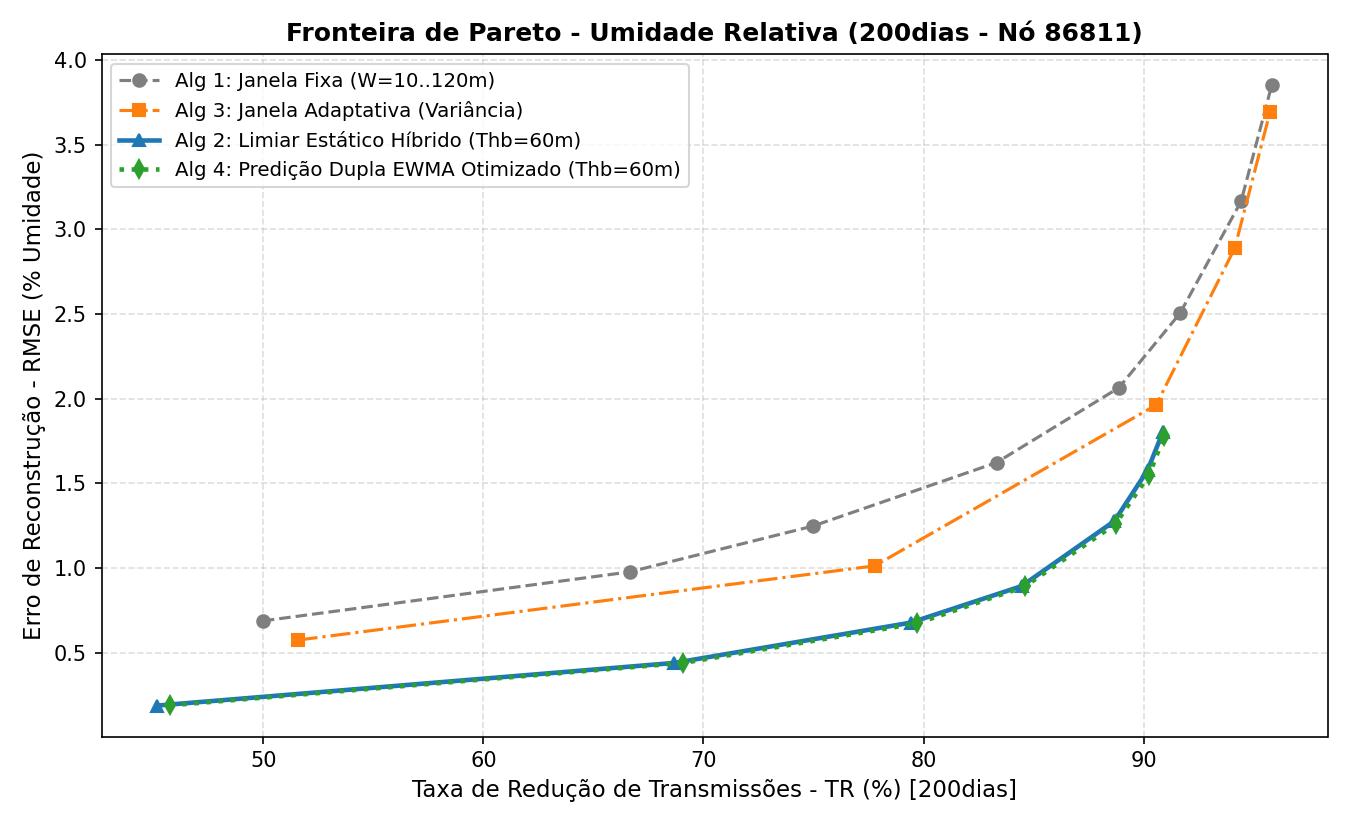 Fronteira de Pareto - Umidade Relativa (200dias - Nó 86811)
Alg 1: Janela Fixa (W=10..120m)
Alg 3: Janela Adaptativa (Variância)
Alg 2: Limiar Estático Híbrido (Thb=60m)
Alg 4: Predição Dupla EWMA Otimizado (Thb=60m)
Erro de Reconstrução - RMSE (% Umidade)
4.0
3.5
3.0
2.5
2.0
1.5
1.0
0.5
50 60 70 80 90
Taxa de Redução de Transmissões - TR (%) [200dias]